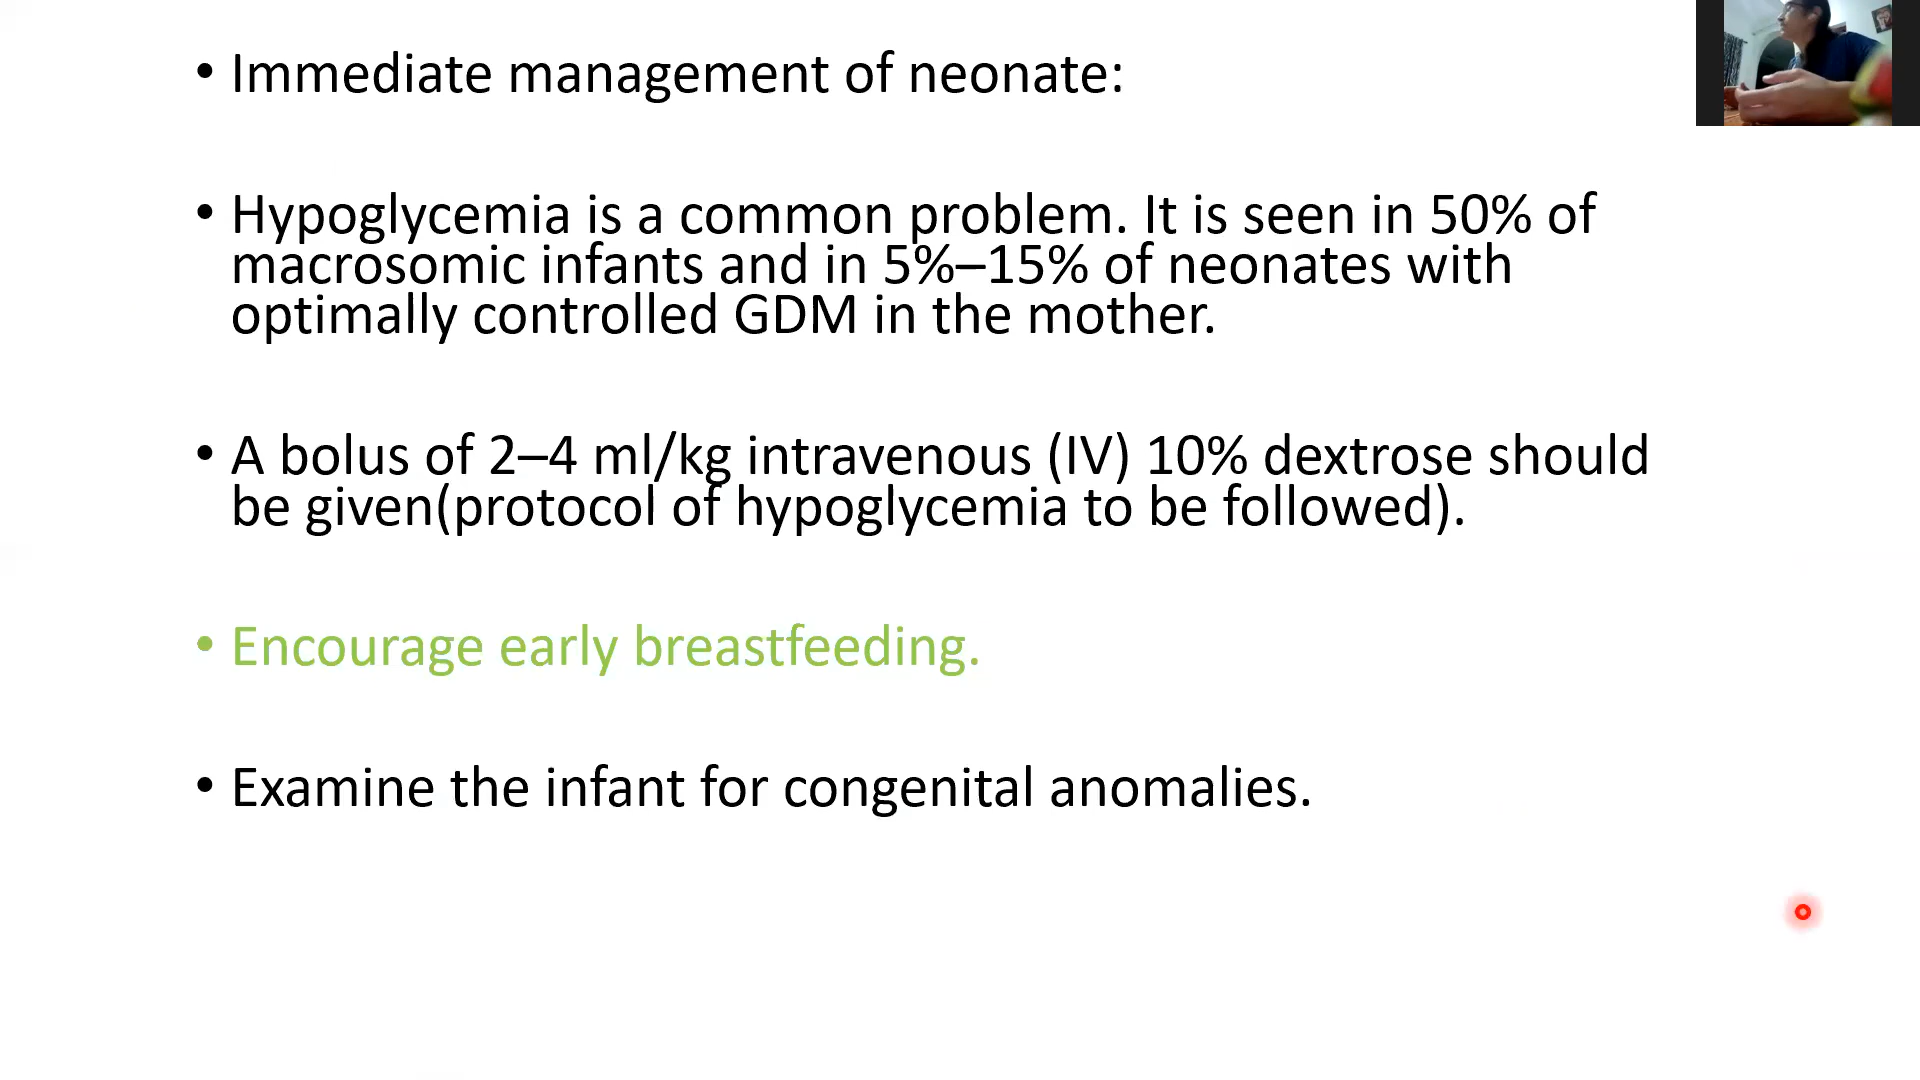 • Immediate management of neonate:
• Hypoglycemia is a common problem. It is seen in 50% of
macrosomic infants and in 5%–15% of neonates with
optimally controlled GDM in the mother.
• A bolus of 2–4 ml/kg intravenous (IV) 10% dextrose should
be given(protocol of hypoglycemia to be followed).
• Encourage early breastfeeding.
• Examine the infant for congenital anomalies.